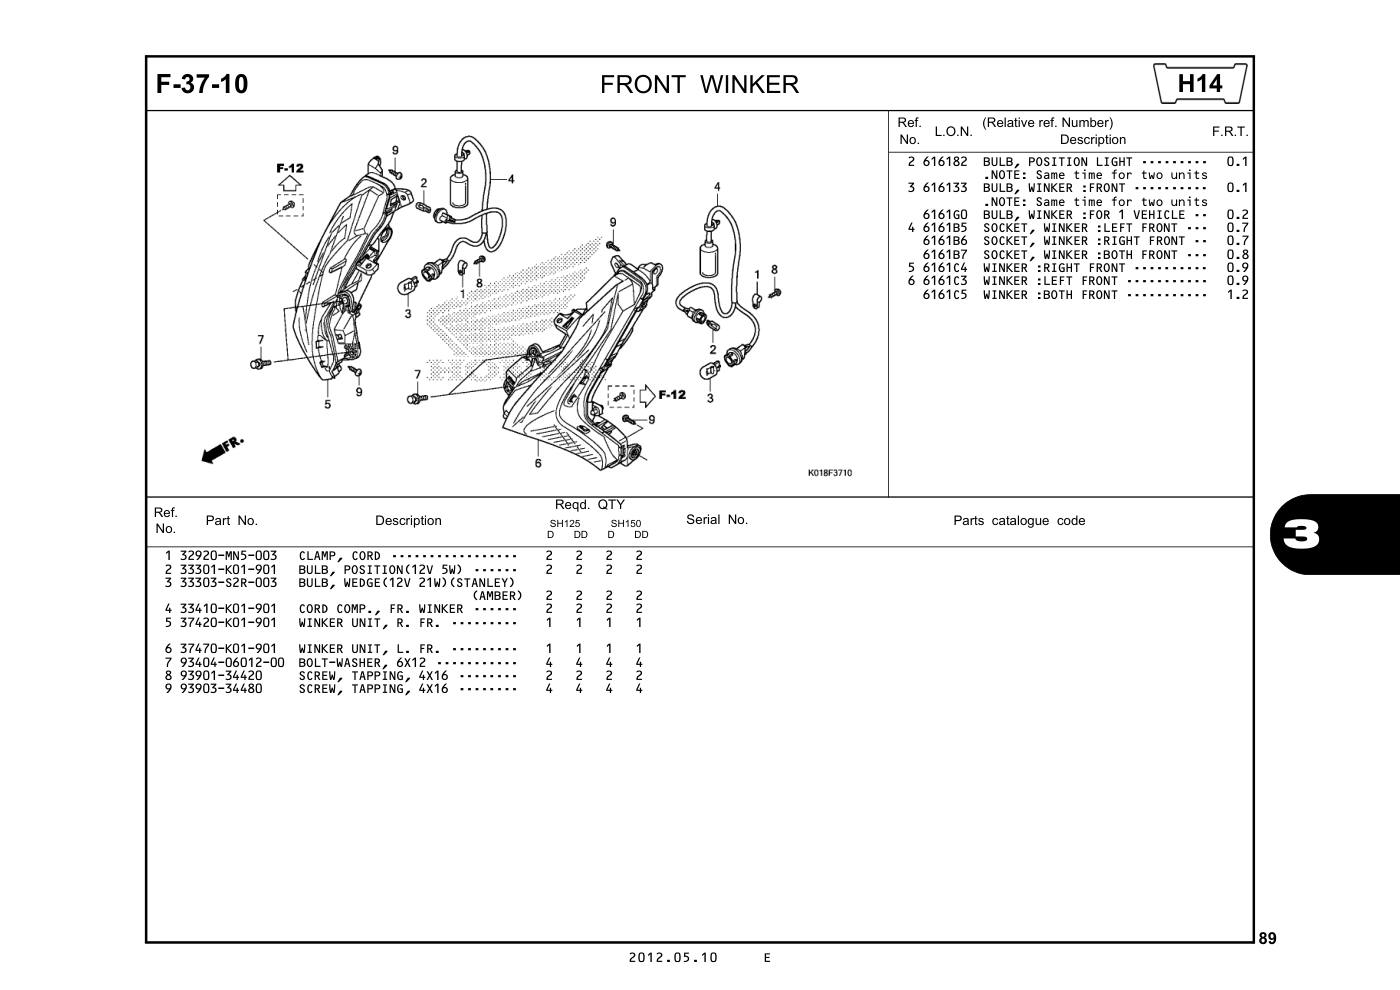 F-37-10
FRONT WINKER
H14
9
F-12
2
4
1
8
3
7
9
5
4
9
1
8
2
3
7
F-12
9
6
FR.
HONDA
K018F3710
Ref. No. L.O.N. (Relative ref. Number) Description F.R.T.
2 616182 BULB, POSITION LIGHT --------- 0.1
.NOTE: Same time for two units
3 616133 BULB, WINKER :FRONT ---------- 0.1
.NOTE: Same time for two units
6161G0 BULB, WINKER :FOR 1 VEHICLE -- 0.2
4 6161B5 SOCKET, WINKER :LEFT FRONT --- 0.7
6161B6 SOCKET, WINKER :RIGHT FRONT -- 0.7
6161B7 SOCKET, WINKER :BOTH FRONT --- 0.8
5 6161C4 WINKER :RIGHT FRONT ---------- 0.9
6 6161C3 WINKER :LEFT FRONT ----------- 0.9
6161C5 WINKER :BOTH FRONT ----------- 1.2
Ref. No. Part No. Description Reqd. QTY Serial No. Parts catalogue code
SH125 SH150
D DD D DD
1 32920-MN5-003 CLAMP, CORD ----------------- 2 2 2 2
2 33301-K01-901 BULB, POSITION(12V 5W) ------ 2 2 2 2
3 33303-S2R-003 BULB, WEDGE(12V 21W)(STANLEY)
(AMBER) 2 2 2 2
4 33410-K01-901 CORD COMP., FR. WINKER ------ 2 2 2 2
5 37420-K01-901 WINKER UNIT, R. FR. --------- 1 1 1 1
6 37470-K01-901 WINKER UNIT, L. FR. --------- 1 1 1 1
7 93404-06012-00 BOLT-WASHER, 6X12 ----------- 4 4 4 4
8 93901-34420 SCREW, TAPPING, 4X16 -------- 2 2 2 2
9 93903-34480 SCREW, TAPPING, 4X16 -------- 4 4 4 4
3
89
2012.05.10 E